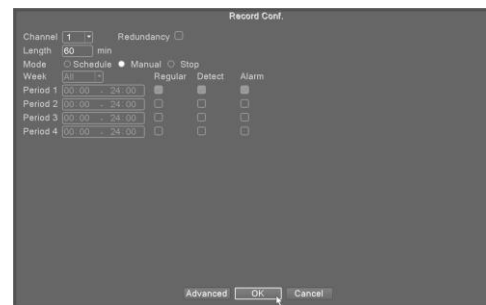 Record Conf.
Channel 1 Redundancy
Length 60 min
Mode Schedule Manual Stop
Week All Regular Detect Alarm
Period 1 00:00 - 24:00
Period 2 00:00 - 24:00
Period 3 00:00 - 24:00
Period 4 00:00 - 24:00
Advanced OK Cancel